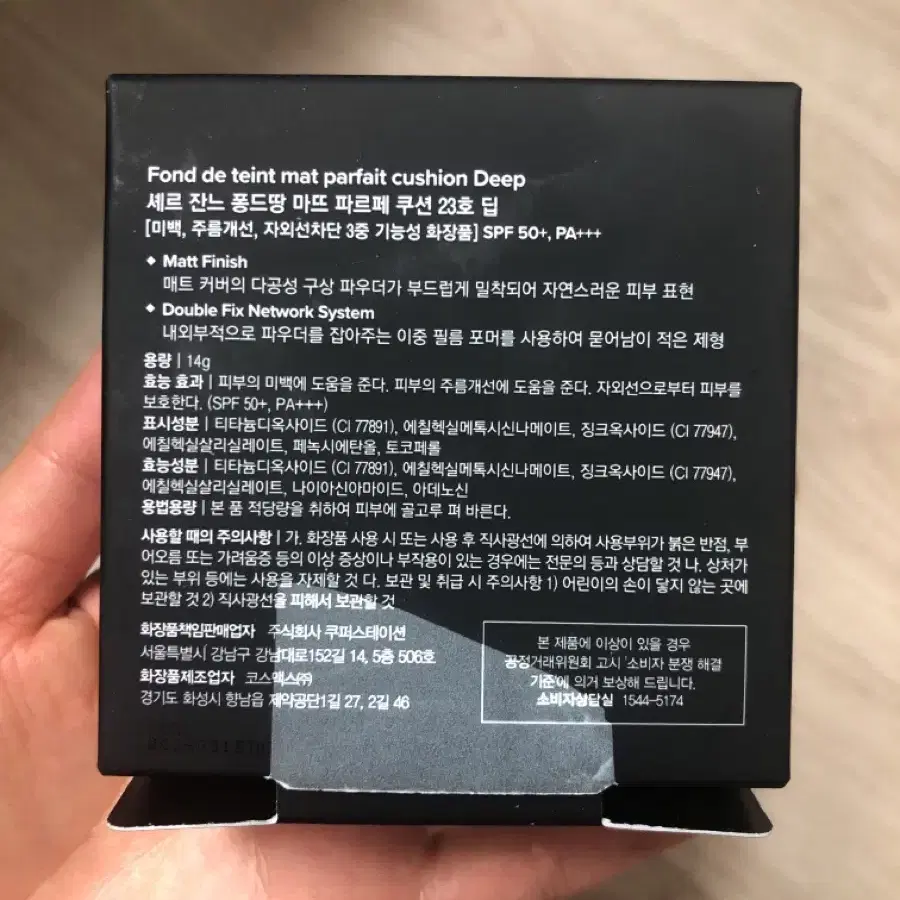 Fond de teint mat parfait cushion Deep
셰르 잔느 퐁드땅 마뜨 파르페 쿠션 23호 딥
[미백, 주름개선, 자외선차단 3중 기능성 화장품] SPF 50+, PA+++
◆ Matt Finish
매트 커버의 다공성 구상 파우더가 부드럽게 밀착되어 자연스러운 피부 표현
◆ Double Fix Network System
내외부적으로 파우더를 잡아주는 이중 필름 포머를 사용하여 묻어남이 적은 제형
용량 | 14g
효능 효과 | 피부의 미백에 도움을 준다. 피부의 주름개선에 도움을 준다. 자외선으로부터 피부를
보호한다. (SPF 50+, PA+++)
표시성분 | 티타늄디옥사이드 (CI 77891), 에칠헥실메톡시신나메이트, 징크옥사이드 (CI 77947),
에칠헥실살리실레이트, 페녹시에탄올, 토코페롤
효능성분 | 티타늄디옥사이드 (CI 77891), 에칠헥실메톡시신나메이트, 징크옥사이드 (CI 77947),
에칠헥실살리실레이트, 나이아신아마이드, 아데노신
용법용량 | 본 품 적당량을 취하여 피부에 골고루 펴 바른다.
사용할 때의 주의사항 | 가. 화장품 사용 시 또는 사용 후 직사광선에 의하여 사용부위가 붉은 반점, 부
어오름 또는 가려움증 등의 이상 증상이나 부작용이 있는 경우에는 전문의 등과 상담할 것 나. 상처가
있는 부위 등에는 사용을 자제할 것 다. 보관 및 취급 시 주의사항 1) 어린이의 손이 닿지 않는 곳에
보관할 것 2) 직사광선을 피해서 보관할 것
화장품책임판매업자 주식회사 쿠퍼스테이션
서울특별시 강남구 강남대로152길 14, 5층 506호
화장품제조업자 코스맥스㈜
경기도 화성시 향남읍 제약공단1길 27, 2길 46
본 제품에 이상이 있을 경우
공정거래위원회 고시 '소비자 분쟁 해결
기준'에 의거 보상해 드립니다.
소비자상담실 1544-5174